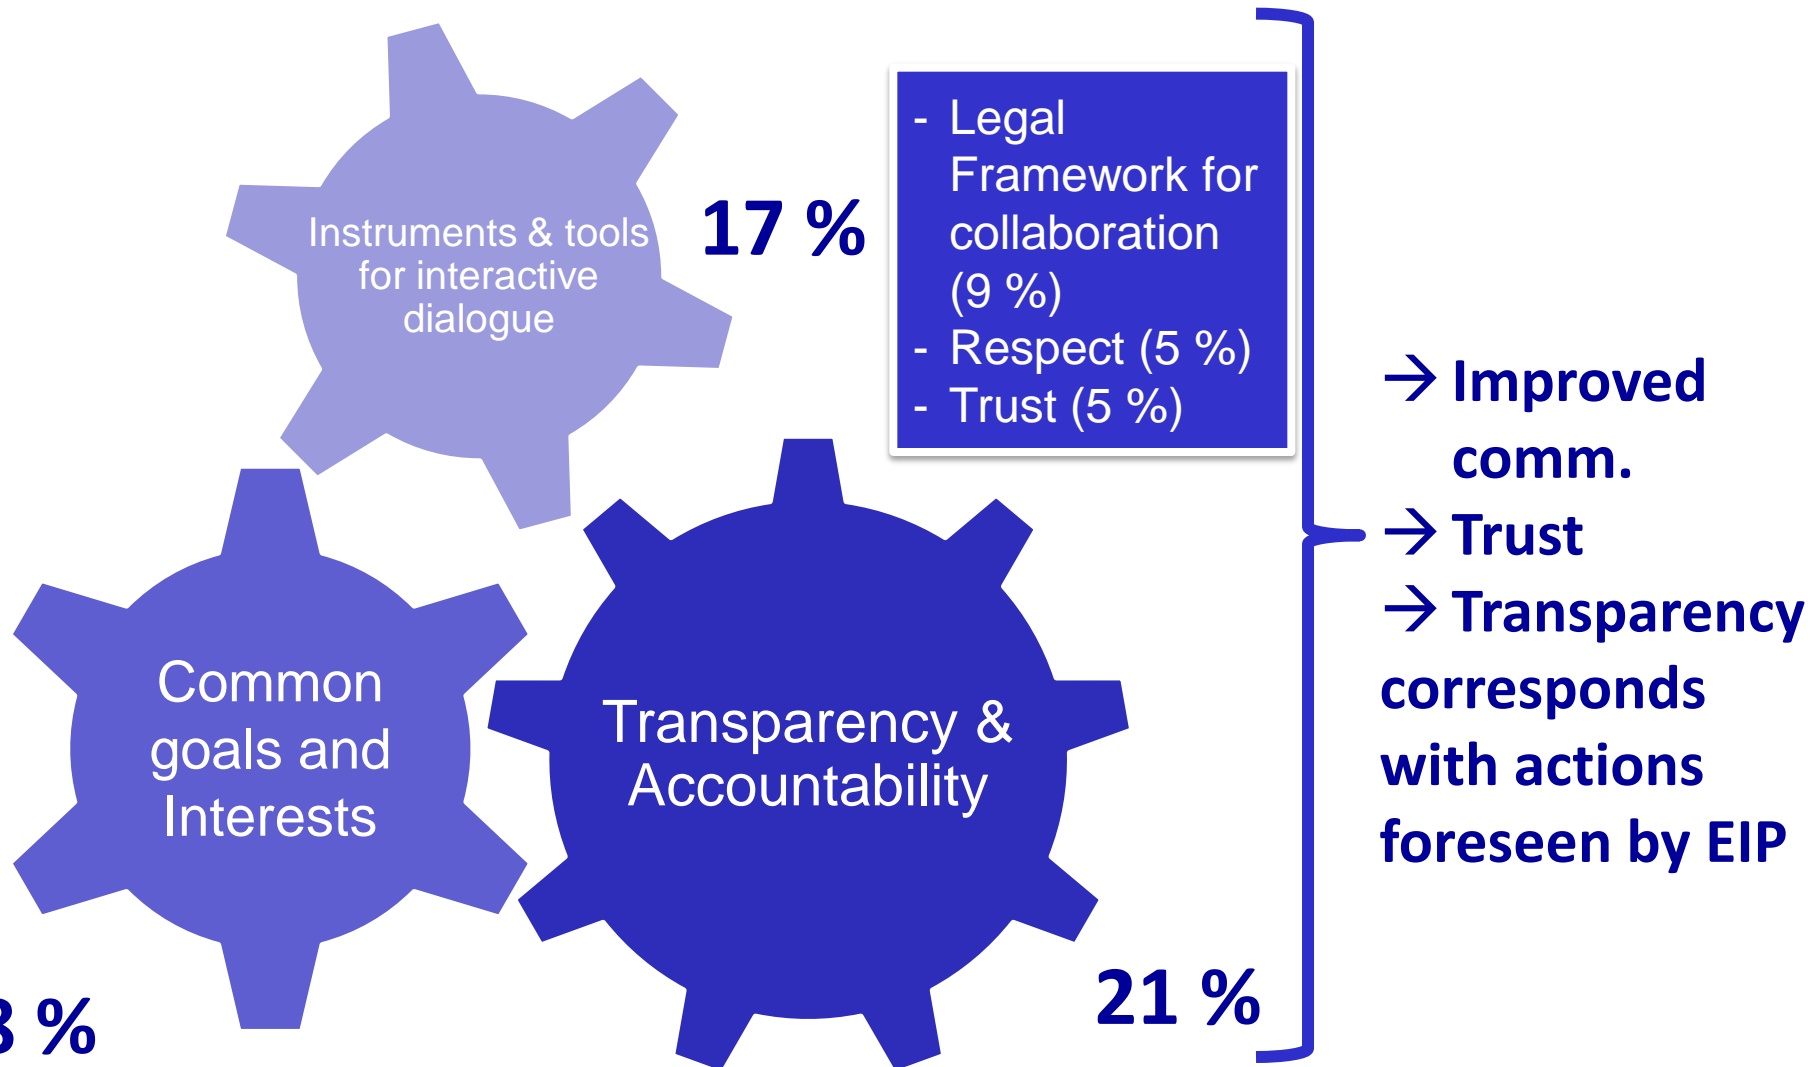 Instruments & tools
for interactive
dialogue
17 %
- Legal
Framework for
collaboration
(9 %)
- Respect (5 %)
- Trust (5 %)
Common
goals and
Interests
Transparency &
Accountability
21 %
%
→ Improved
comm.
→ Trust
→ Transparency
corresponds
with actions
foreseen by EIP